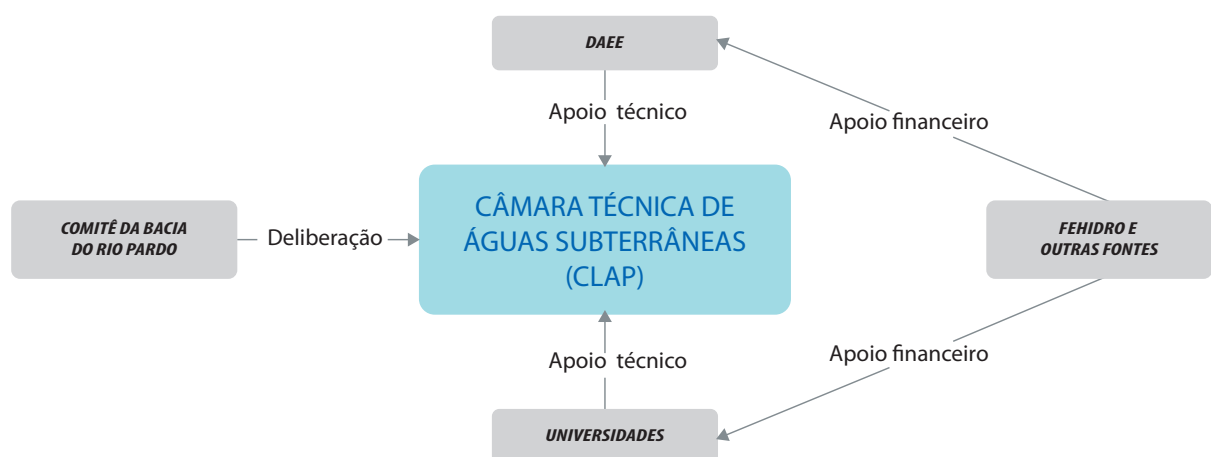 DAEE
Apoio técnico
Apoio financeiro
CÂMARA TÉCNICA DE
ÁGUAS SUBTERRÂNEAS
(CLAP)
COMITÊ DA BACIA
DO RIO PARDO
Deliberação
FEHIDRO E
OUTRAS FONTES
Apoio técnico
Apoio financeiro
UNIVERSIDADES